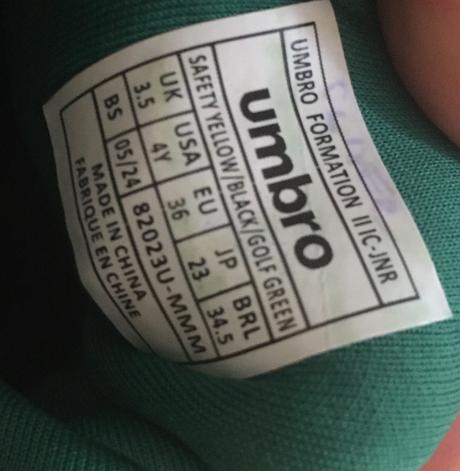 UMBRO FORMATION II IC-JNR
umbro
SAFETY YELLOW/BLACK/GOLF GREEN
UK USA EU JP BRL
3.5 4Y 36 23 34.5
BS 05/24 82023U-MMM
MADE IN CHINA
FABRIQUE EN CHINE